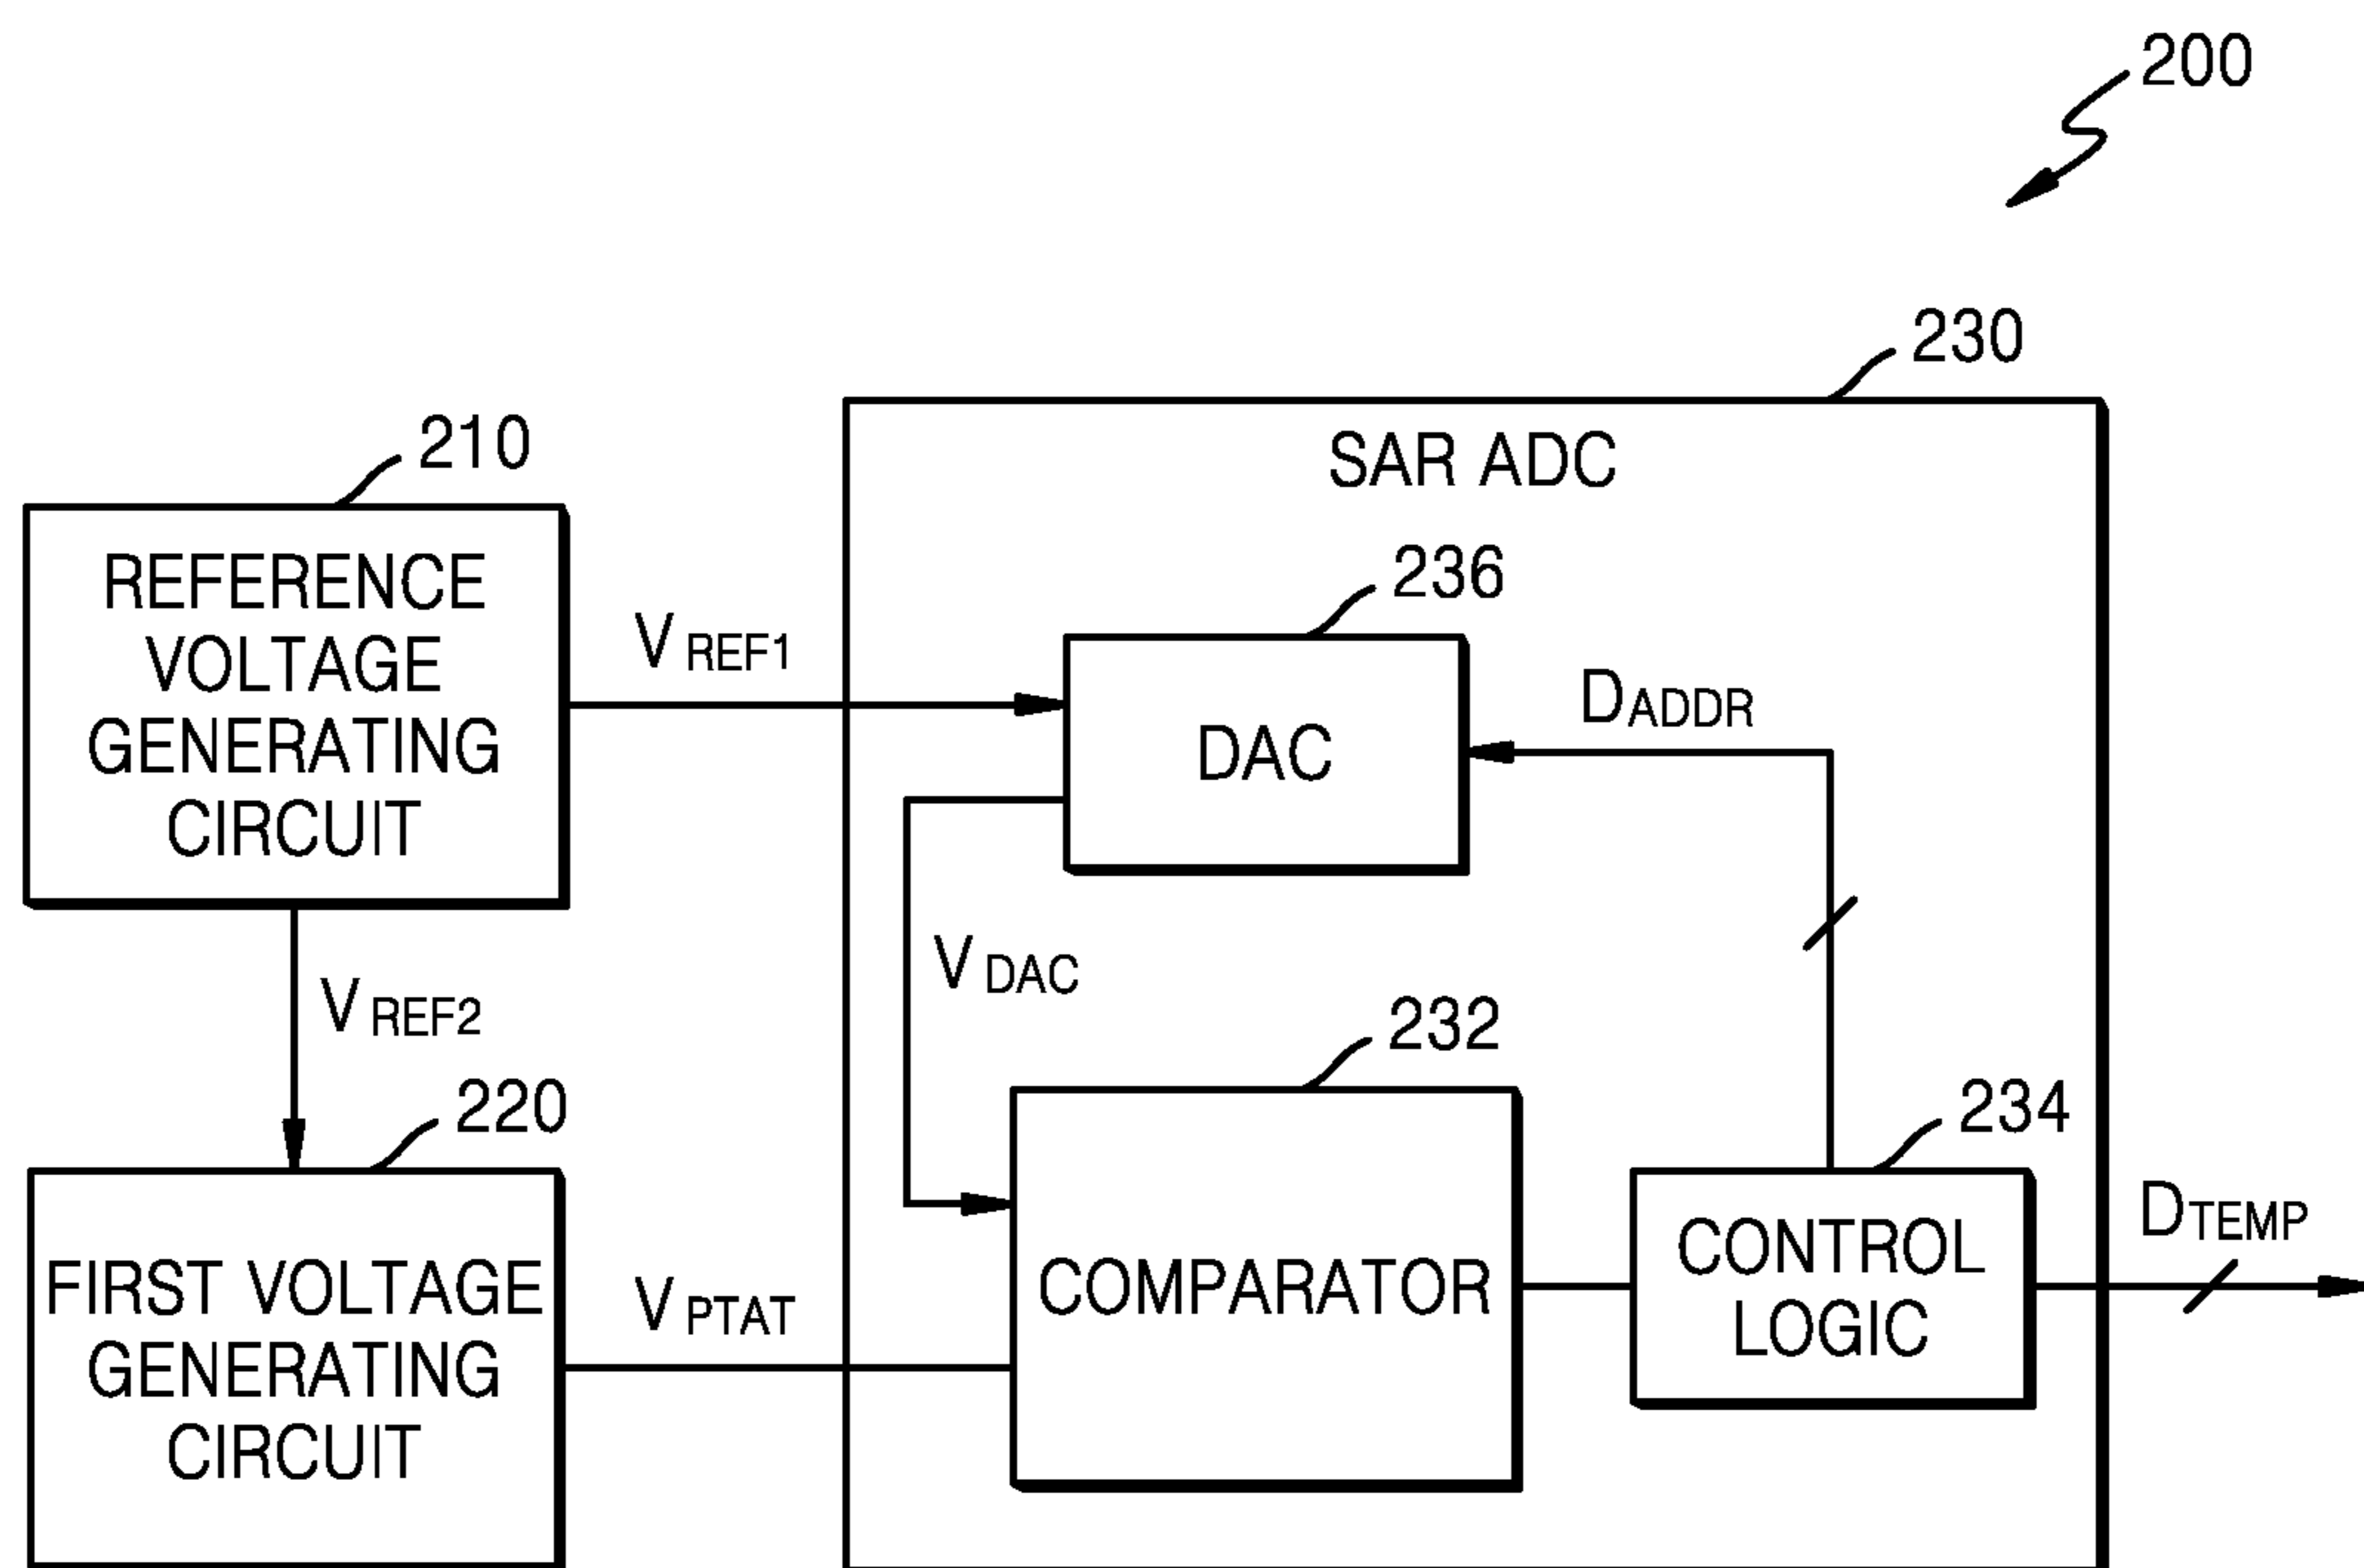 200
230
SAR ADC
210
REFERENCE
VOLTAGE
GENERATING
CIRCUIT
VREF1
236
DAC
DADDR
VDAC
VREF2
232
COMPARATOR
220
FIRST VOLTAGE
GENERATING
CIRCUIT
VPTAT
234
CONTROL
LOGIC
DTEMP